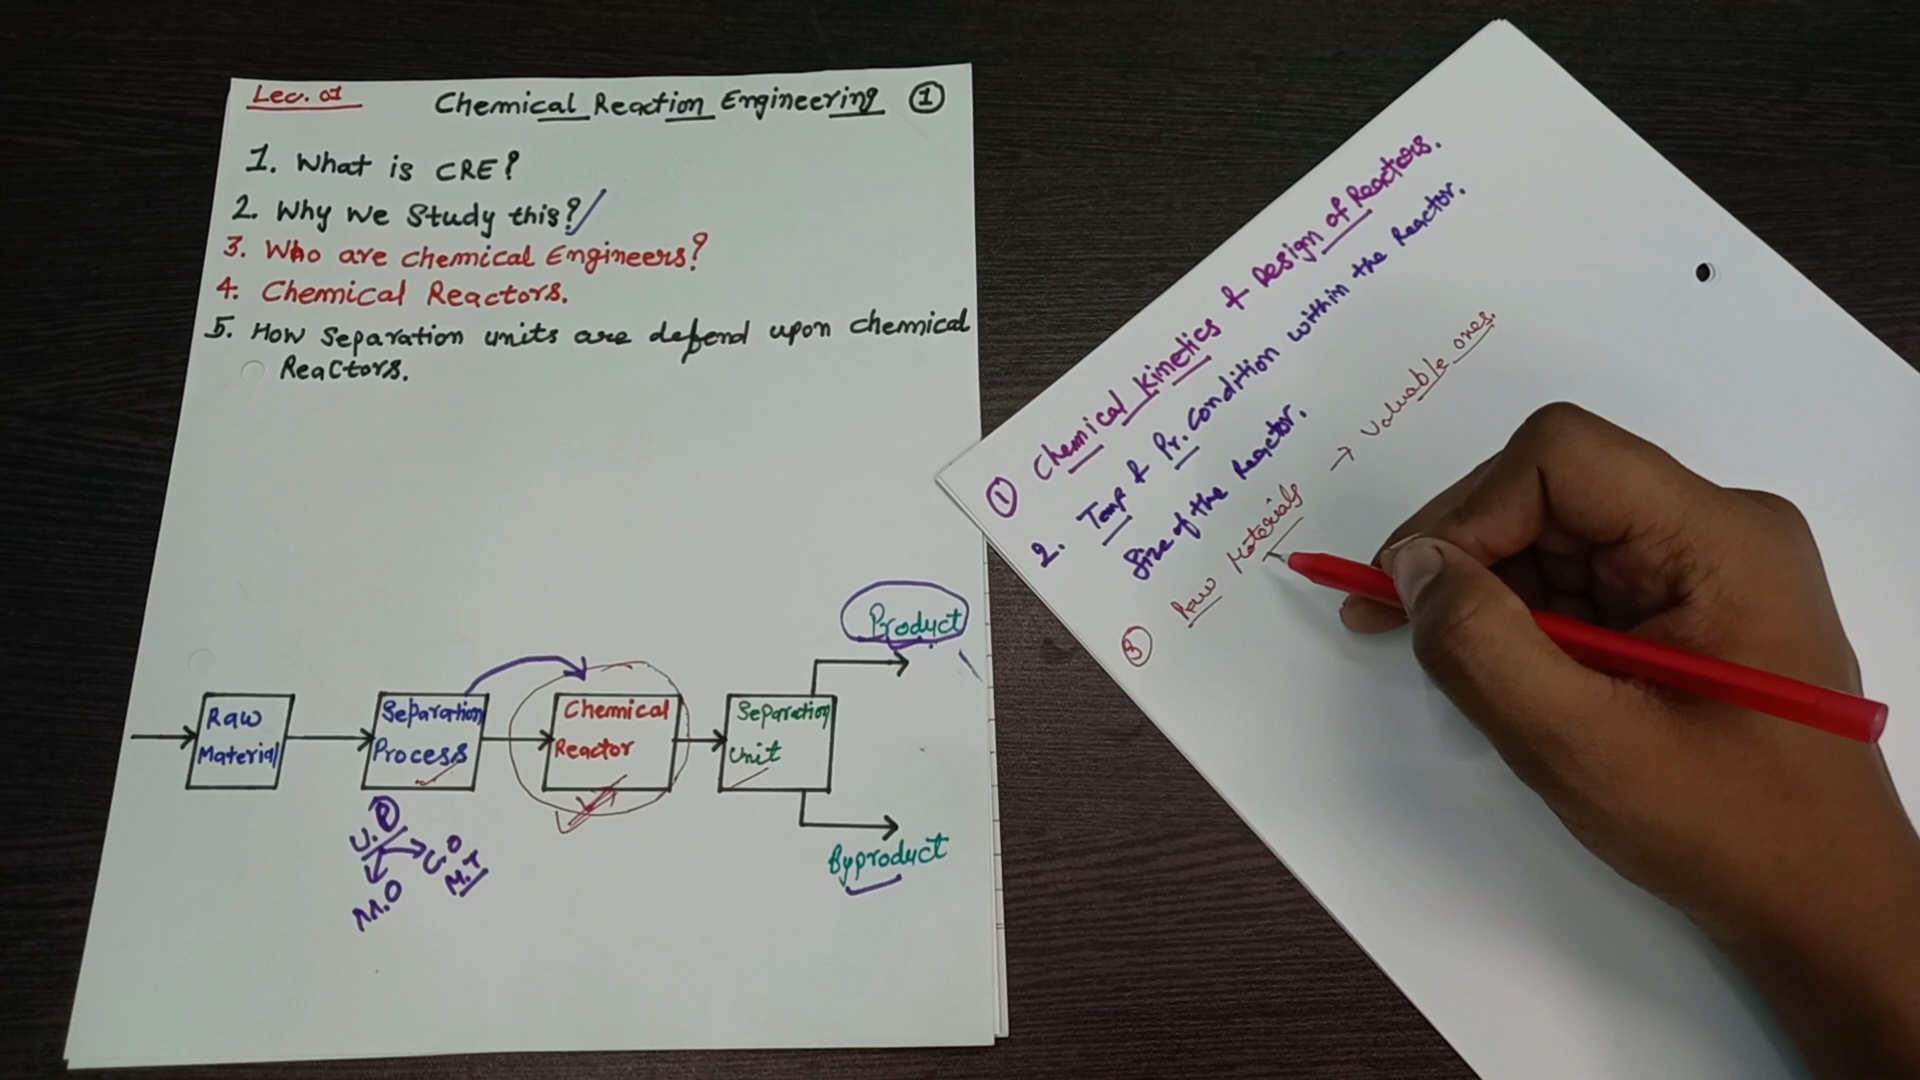 Lec. 01
Chemical Reaction Engineering ①
1. What is CRE?
2. Why we Study this?
3. Who are chemical Engineers?
4. Chemical Reactors.
5. How Separation units are depend upon chemical
Reactors.
Raw
Material
Separation
Process
Chemical
Reactor
Separation
Unit
Product
Byproduct
U.P
U.O
M.T
M.O
① Chemical Kinetics & Design of Reactors.
2. Temp & Pr. Condition within the Reactor.
Size of the Reactor.
③ Raw Materials → Valuable ones.